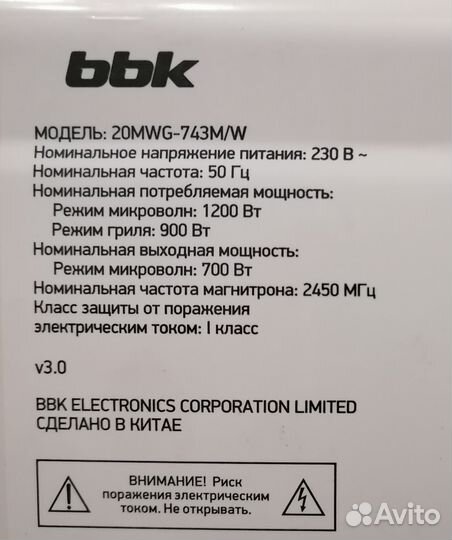 bbk
МОДЕЛЬ: 20MWG-743M/W
Номинальное напряжение питания: 230 В ~
Номинальная частота: 50 Гц
Номинальная потребляемая мощность:
Режим микроволн: 1200 Вт
Режим гриля: 900 Вт
Номинальная выходная мощность:
Режим микроволн: 700 Вт
Номинальная частота магнитрона: 2450 МГц
Класс защиты от поражения
электрическим током: I класс
v3.0
BBK ELECTRONICS CORPORATION LIMITED
СДЕЛАНО В КИТАЕ
ВНИМАНИЕ! Риск
поражения электрическим
током. Не открывать.
Avito